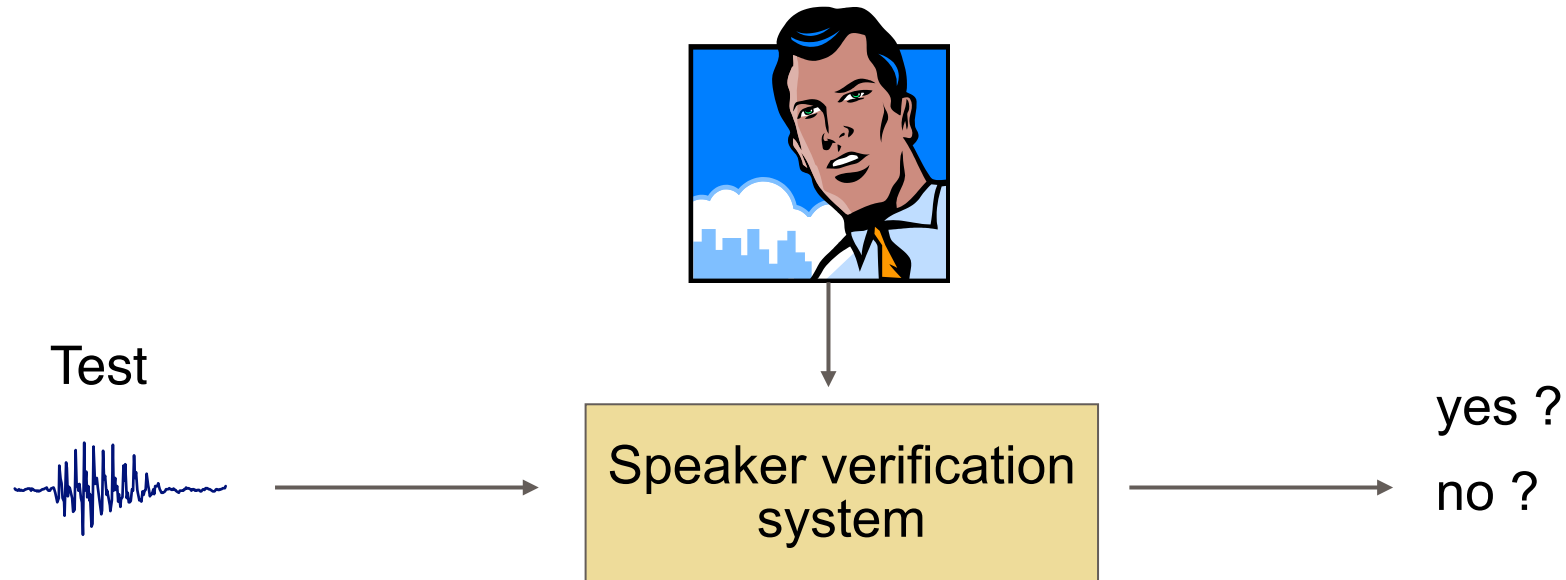 Test
Speaker verification
system
yes ?
no ?